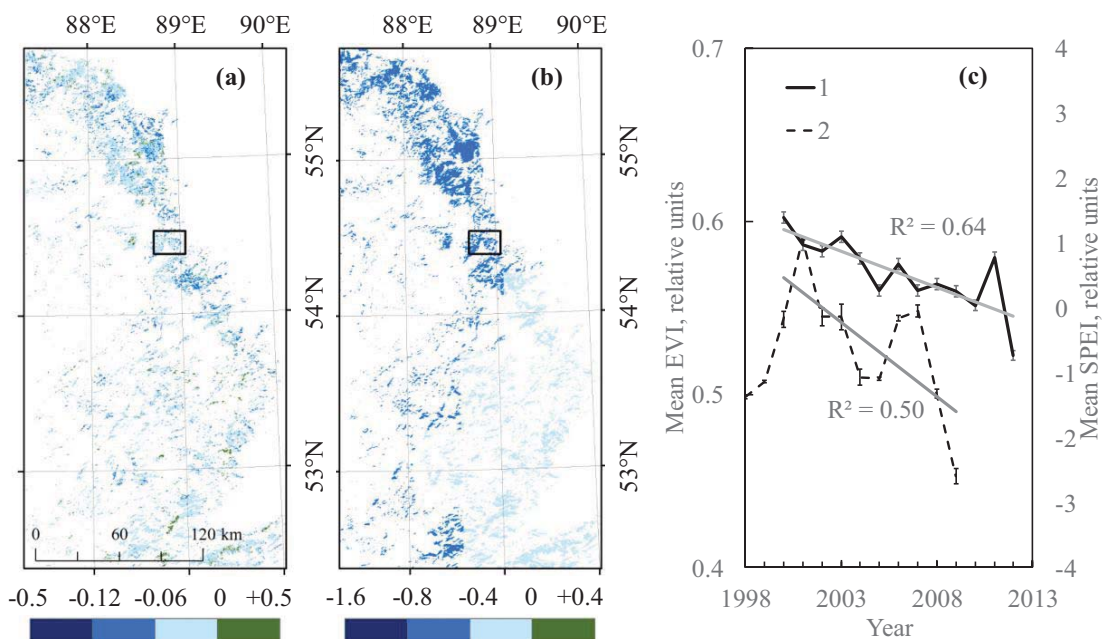 88°E 89°E 90°E
(a)
55°N
54°N
53°N
0 60 120 km
-0.5 -0.12 -0.06 0 +0.5
88°E 89°E 90°E
(b)
55°N
54°N
53°N
-1.6 -0.8 -0.4 0 +0.4
(c)
1
2
R² = 0.64
R² = 0.50
Mean EVI, relative units
0.7
0.6
0.5
0.4
Mean SPEI, relative units
4
3
2
1
0
-1
-2
-3
-4
1998 2003 2008 2013
Year